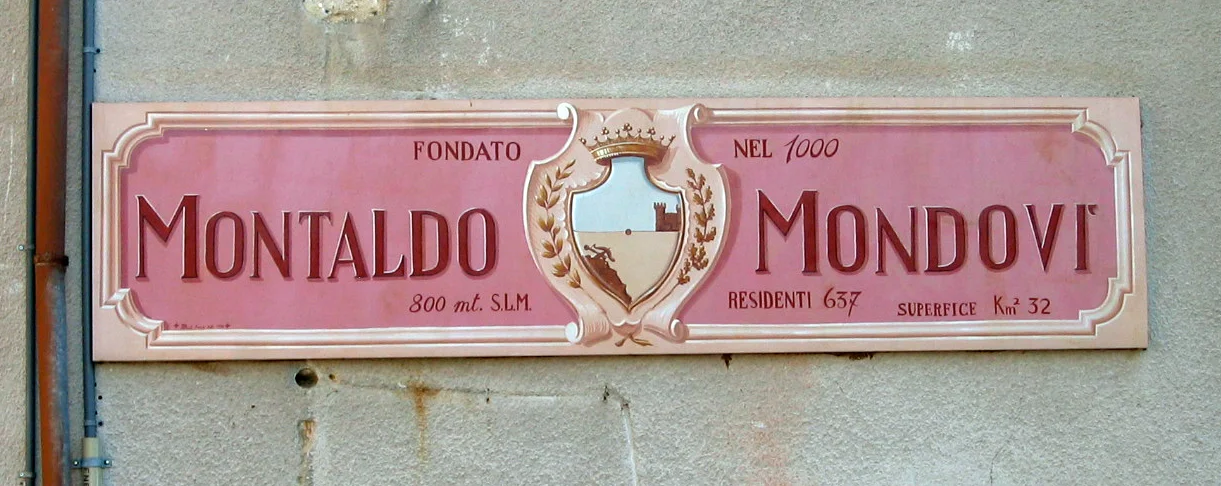 FONDATO NEL 1000
MONTALDO MONDOVI'
800 mt. S.L.M. RESIDENTI 637 SUPERFICE Km² 32